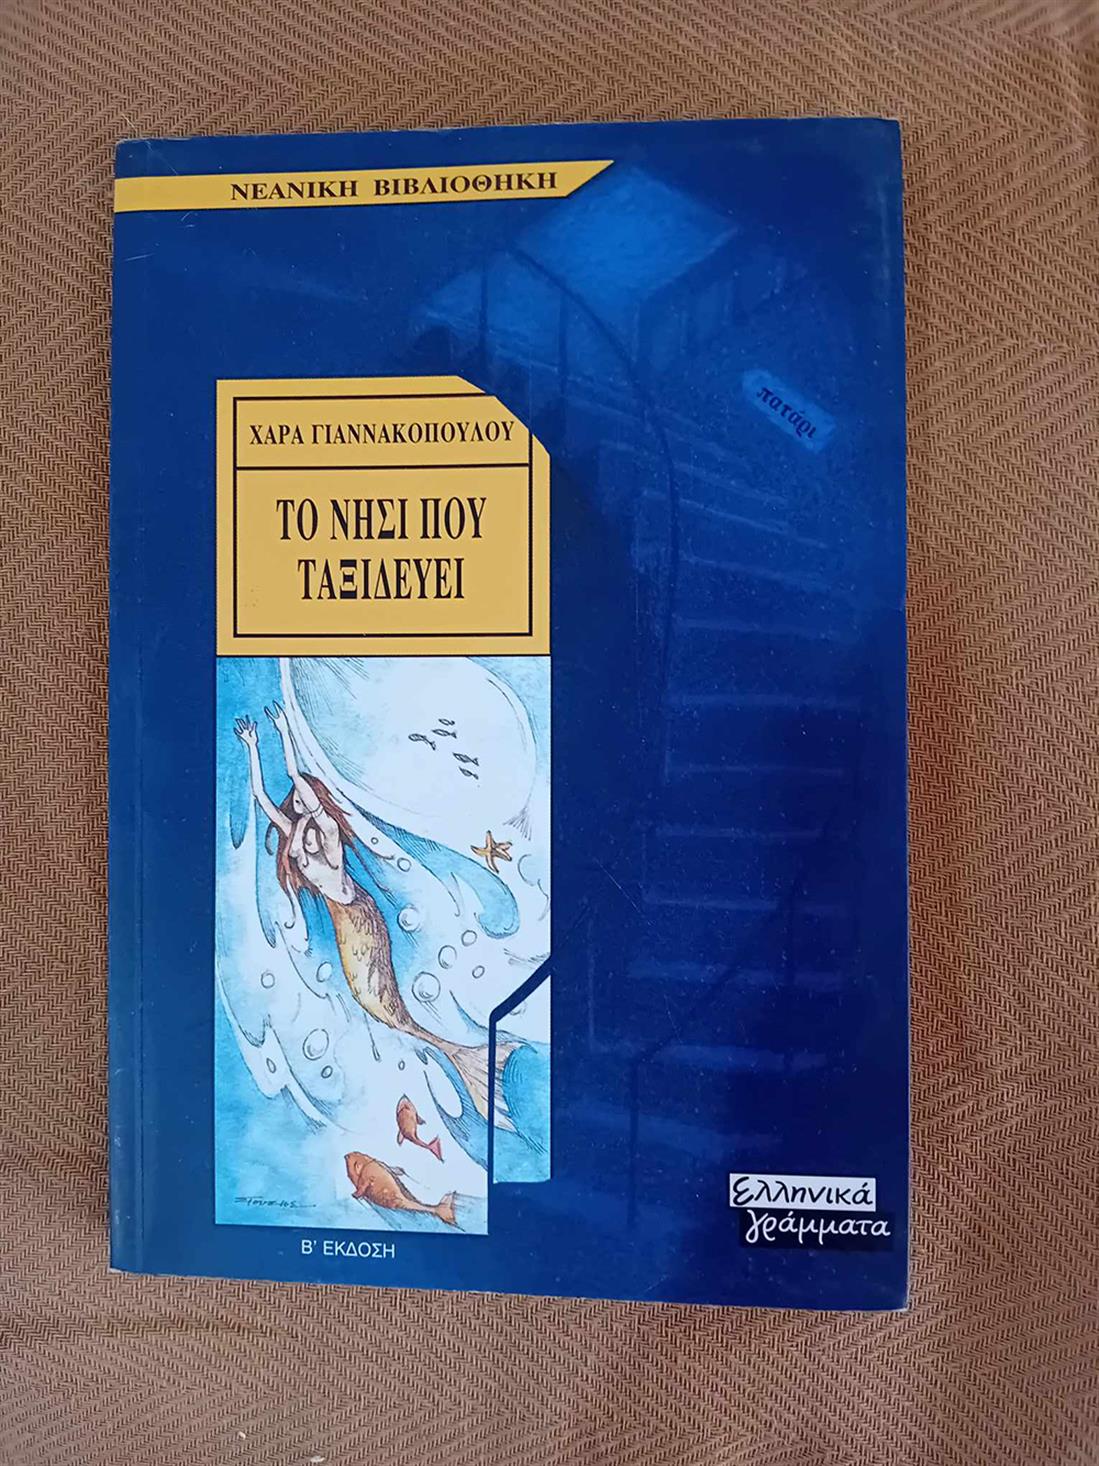 ΝΕΑΝΙΚΗ ΒΙΒΛΙΟΘΗΚΗ
πατάρι
ΧΑΡΑ ΓΙΑΝΝΑΚΟΠΟΥΛΟΥ
ΤΟ ΝΗΣΙ ΠΟΥ
ΤΑΞΙΔΕΥΕΙ
Β' ΕΚΔΟΣΗ
ελληνικά
γράμματα